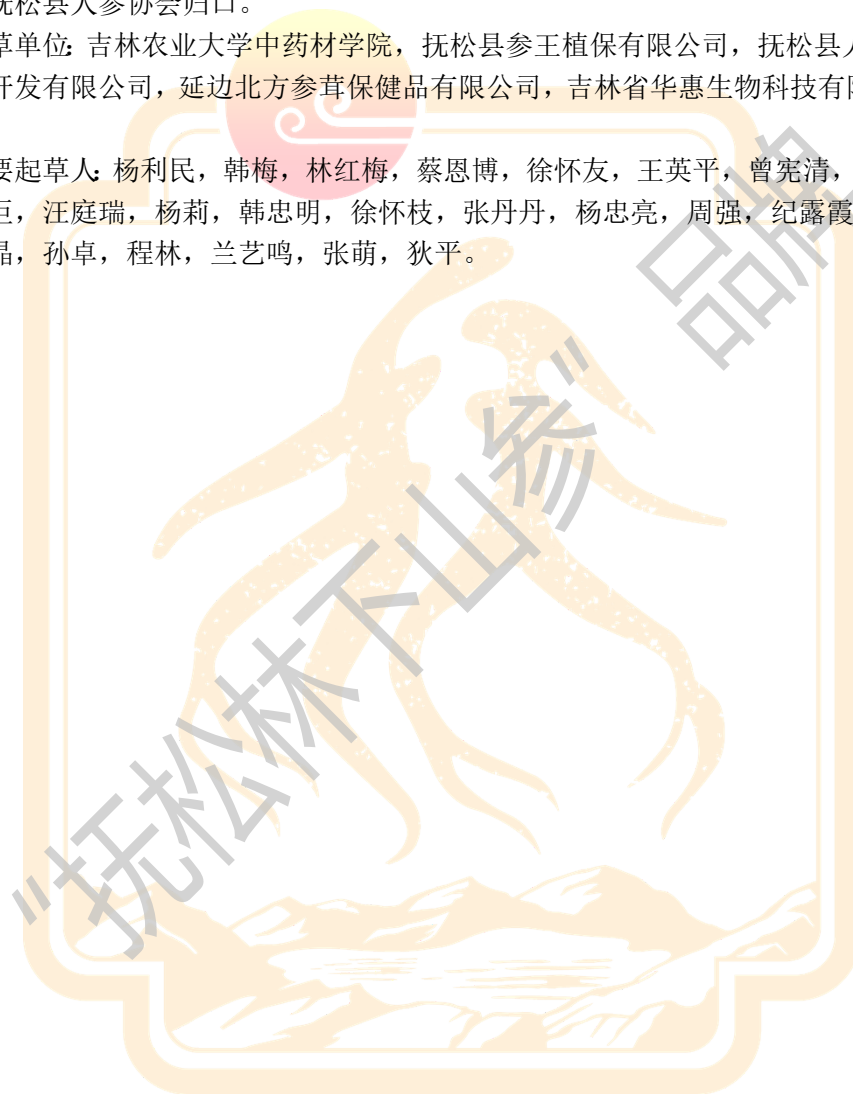 抚松县人参协会归口。
草单位：吉林农业大学中药材学院，抚松县参王植保有限公司，抚松县人
开发有限公司，延边北方参茸保健品有限公司，吉林省华惠生物科技有限
要起草人：杨利民，韩梅，林红梅，蔡恩博，徐怀友，王英平，曾宪清，
巨，汪庭瑞，杨莉，韩忠明，徐怀枝，张丹丹，杨忠亮，周强，纪露霞
晶，孙卓，程林，兰艺鸣，张萌，狄平。
“抚松林下山参”品牌